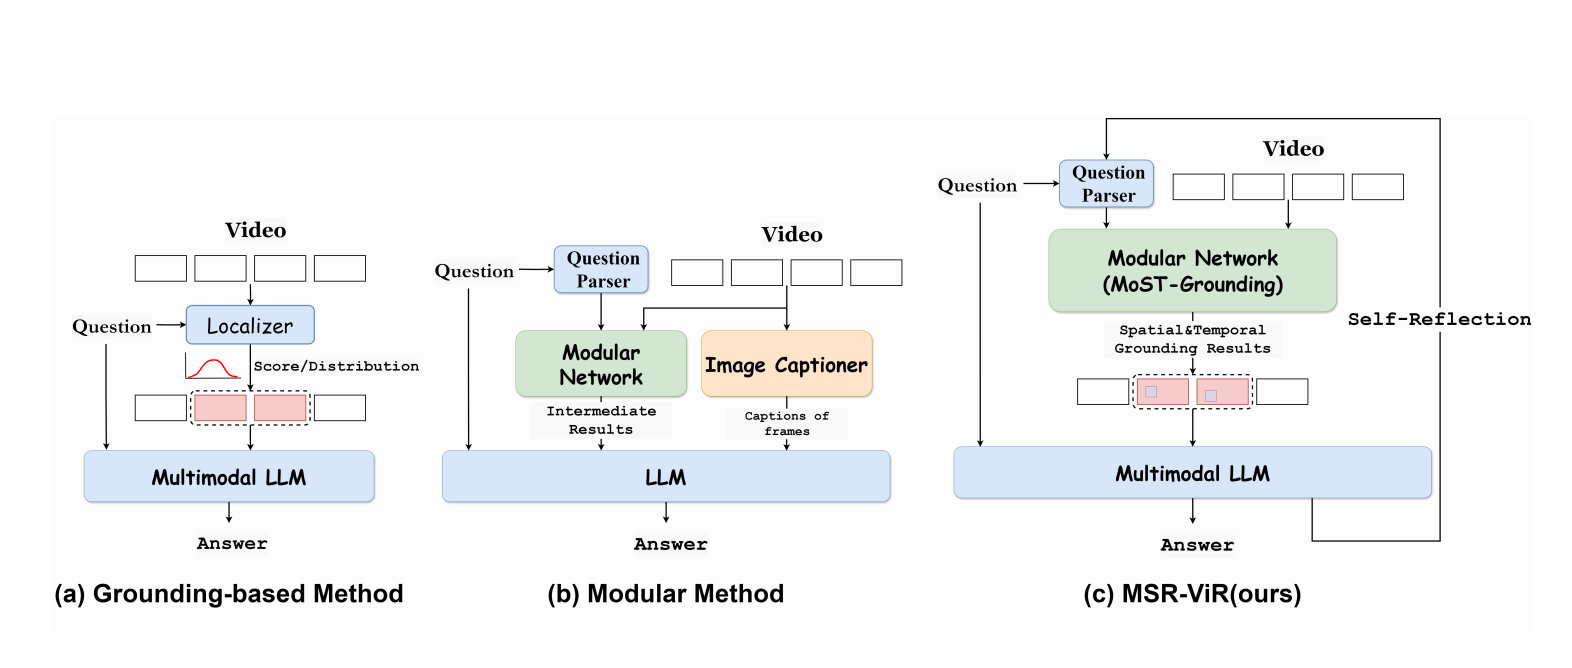 Video
Question
Localizer
Score/Distribution
Multimodal LLM
Answer
(a) Grounding-based Method
Video
Question
Question
Parser
Modular
Network
Image Captioner
Intermediate
Results
Captions of
frames
LLM
Answer
(b) Modular Method
Video
Question
Question
Parser
Modular Network
(MoST-Grounding)
Self-Reflection
Spatial&Temporal
Grounding Results
Multimodal LLM
Answer
(c) MSR-ViR(ours)